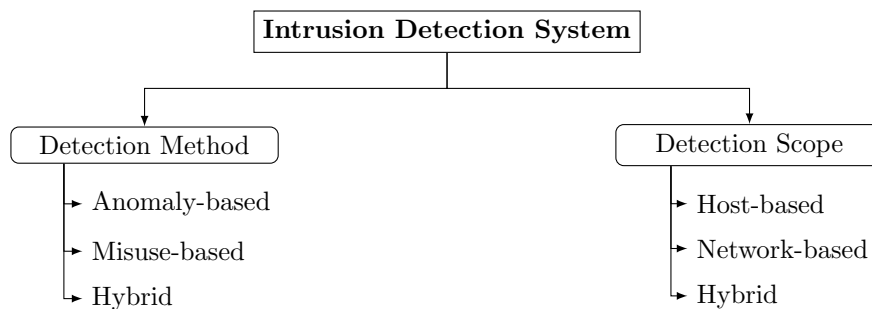 Intrusion Detection System
Detection Method
Anomaly-based
Misuse-based
Hybrid
Detection Scope
Host-based
Network-based
Hybrid